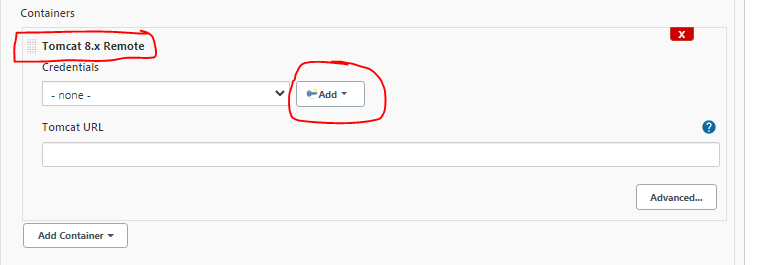 Containers
Tomcat 8.x Remote
X
Credentials
- none -
Add
Tomcat URL
?
Advanced...
Add Container